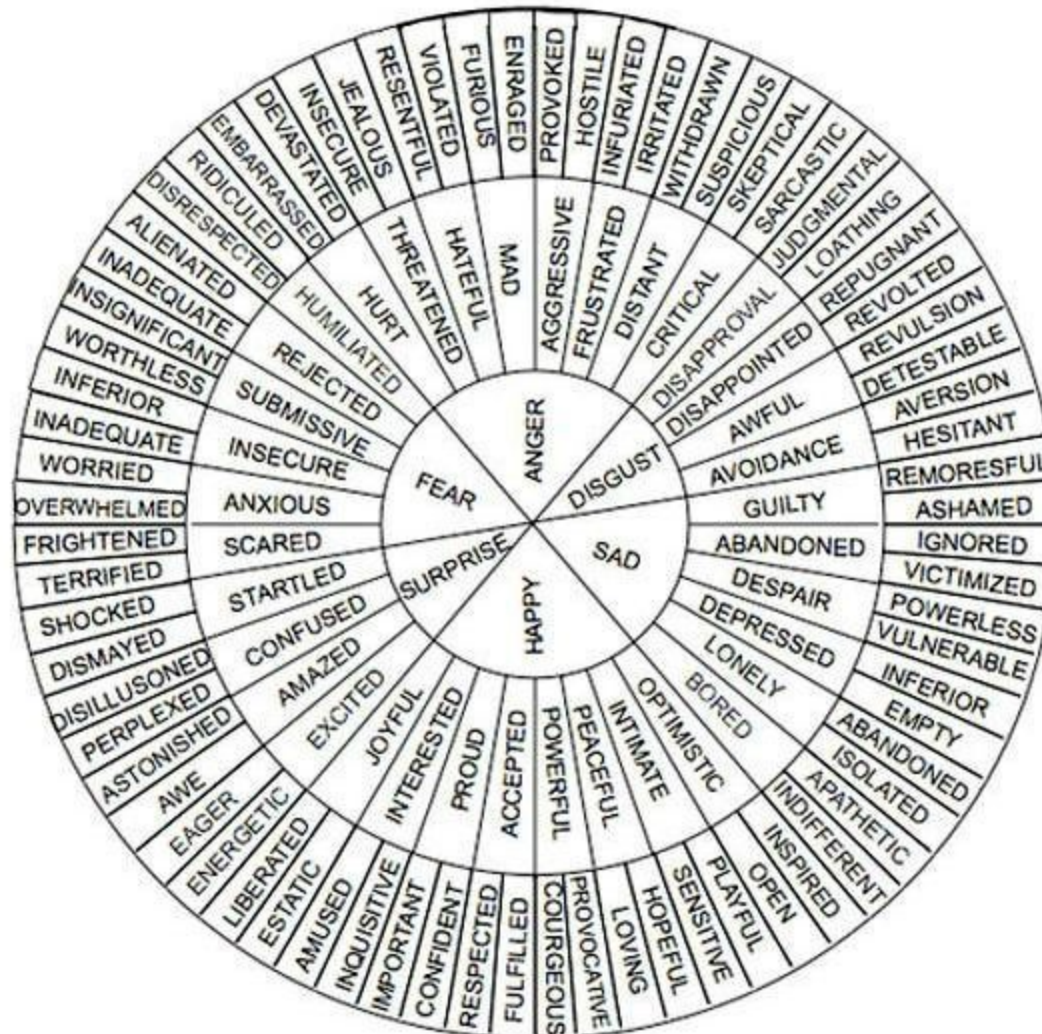 ANGER
DISGUST
SAD
HAPPY
SURPRISE
FEAR
MAD
AGGRESSIVE
FRUSTRATED
DISTANT
CRITICAL
DISAPPROVAL
DISAPPOINTED
AWFUL
AVOIDANCE
GUILTY
ABANDONED
DESPAIR
DEPRESSED
LONELY
BORED
OPTIMISTIC
INTIMATE
PEACEFUL
POWERFUL
ACCEPTED
PROUD
INTERESTED
JOYFUL
EXCITED
AMAZED
CONFUSED
STARTLED
SCARED
ANXIOUS
INSECURE
SUBMISSIVE
REJECTED
HUMILIATED
HURT
THREATENED
HATEFUL
ENRAGED
PROVOKED
HOSTILE
INFURIATED
IRRITATED
WITHDRAWN
SUSPICIOUS
SKEPTICAL
SARCASTIC
JUDGMENTAL
LOATHING
REPUGNANT
REVOLTED
REVULSION
DETESTABLE
AVERSION
HESITANT
REMORESFUL
ASHAMED
IGNORED
VICTIMIZED
POWERLESS
VULNERABLE
INFERIOR
EMPTY
ABANDONED
ISOLATED
APATHETIC
INDIFFERENT
INSPIRED
OPEN
PLAYFUL
SENSITIVE
HOPEFUL
LOVING
PROVOCATIVE
COURGEOUS
FULFILLED
RESPECTED
CONFIDENT
IMPORTANT
INQUISITIVE
AMUSED
ESTATIC
LIBERATED
ENERGETIC
EAGER
AWE
ASTONISHED
PERPLEXED
DISILLUSONED
DISMAYED
SHOCKED
TERRIFIED
FRIGHTENED
OVERWHELMED
WORRIED
INADEQUATE
INFERIOR
WORTHLESS
INSIGNIFICANT
INADEQUATE
ALIENATED
DISRESPECTED
RIDICULED
EMBARRASSED
DEVASTATED
INSECURE
JEALOUS
RESENTFUL
VIOLATED
FURIOUS